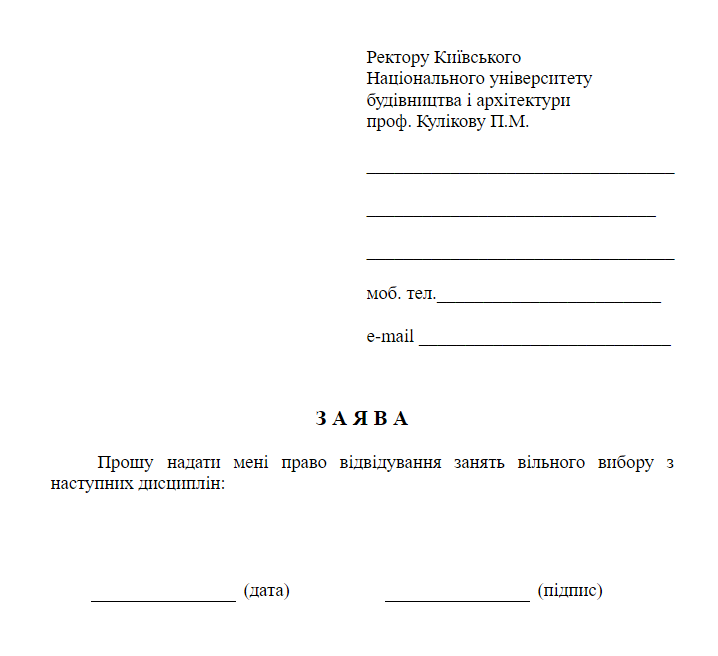 Ректору Київського
Національного університету
будівництва і архітектури
проф. Кулікову П.М.
моб. тел.
e-mail
З А Я В А
Прошу надати мені право відвідування занять вільного вибору з
наступних дисциплін:
(дата) (підпис)